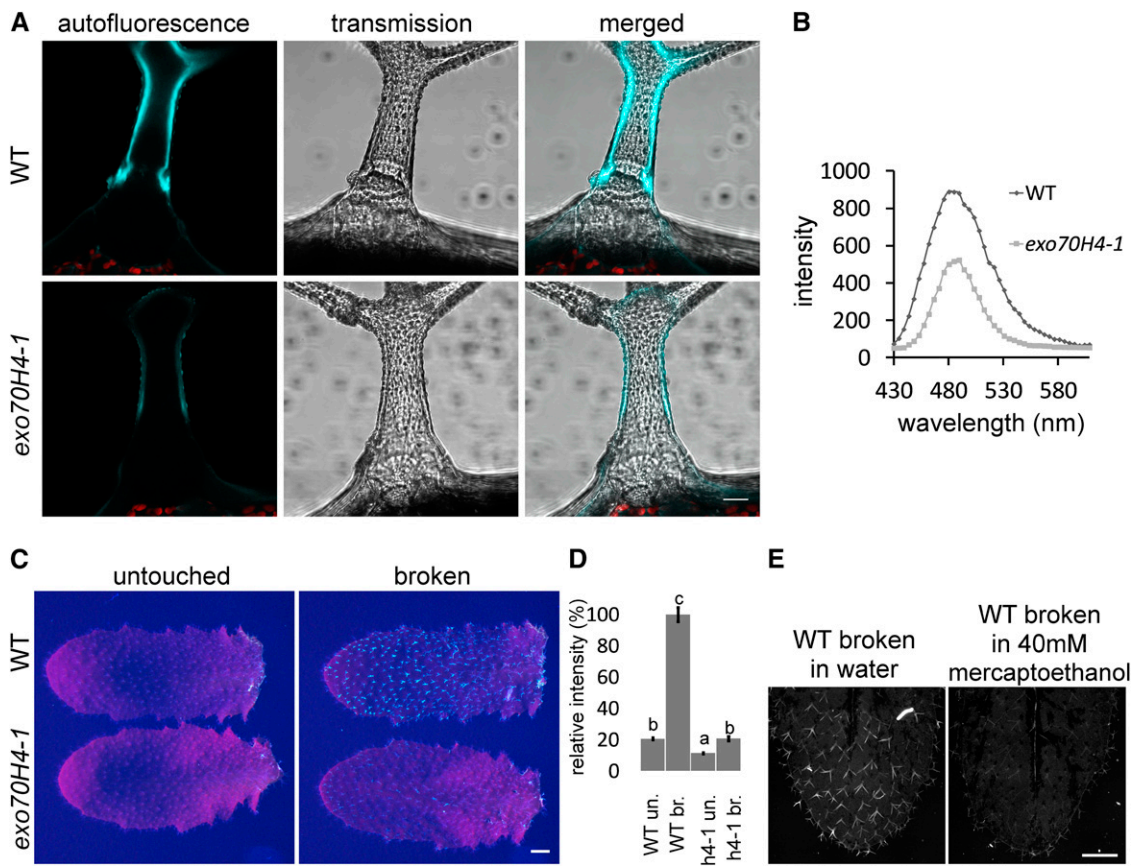 A
autofluorescence
transmission
merged
WT
exo70H4-1
B
1000
800
600
400
200
0
intensity
430
480
530
580
wavelength (nm)
WT
exo70H4-1
C
untouched
broken
WT
exo70H4-1
D
relative intensity (%)
100
80
60
40
20
0
b
c
a
b
WT un.
WT br.
h4-1 un.
h4-1 br.
E
WT broken
in water
WT broken
in 40mM
mercaptoethanol